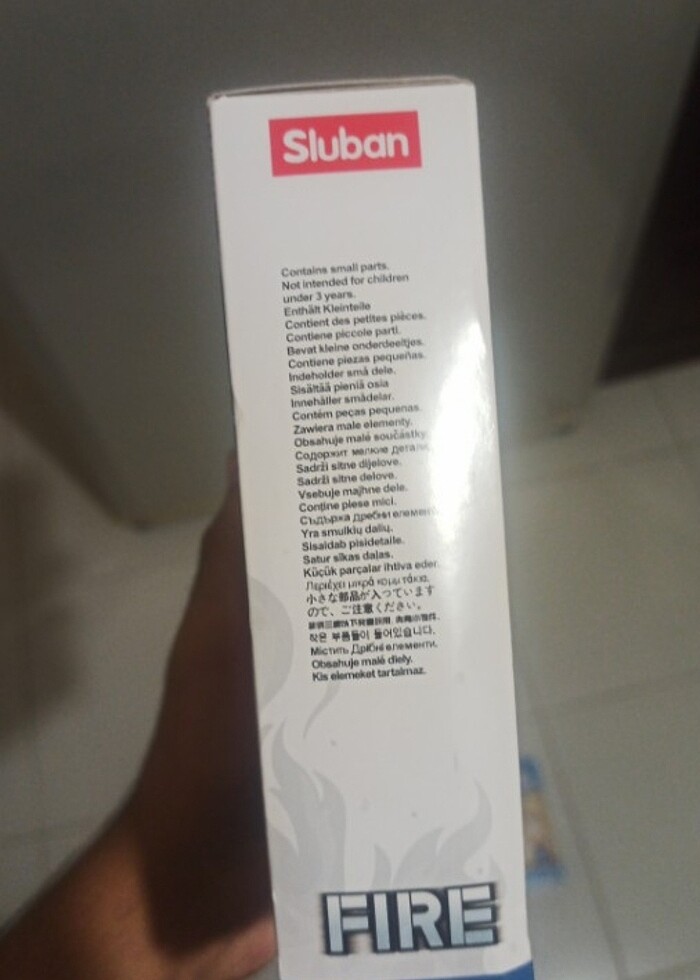 Sluban
Contains small parts.
Not intended for children
under 3 years.
Enthält Kleinteile
Contient des petites pièces.
Contiene piccole parti.
Bevat kleine onderdeeltjes.
Contiene piezas pequeñas.
Indeholder små dele.
Sisältää pieniä osia
Innehåller smådelar.
Contém peças pequenas.
Zawiera male elementy.
Obsahuje malé součástky.
Содоржит мелкие детали
Sadrži sitne dijelove.
Sadrži sitne delove.
Vsebuje majhne dele.
Conține piese mici.
Съдържа дребни елементи
Yra smulkių dalių.
Sisaldab pisidetaile.
Satur sīkas daļas.
Küçük parçalar ihtiva eder.
Περιέχει μικρά κομμτάκια.
小さな部品が入つています
ので、ご注意ください。
작은 부품들이 들어있습니다.
Містить Дрібні елементи.
Obsahuje malé diely.
Kis elemeket tartalmaz.
FIRE